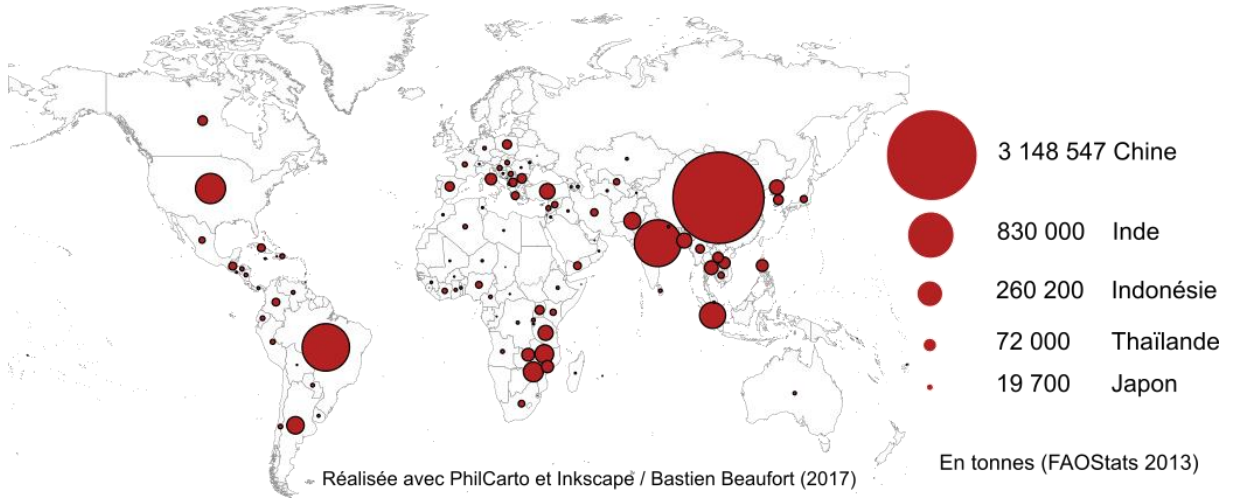 3 148 547 Chine
830 000 Inde
260 200 Indonésie
72 000 Thaïlande
19 700 Japon
En tonnes (FAOStats 2013)
Réalisée avec PhilCarto et Inkscape / Bastien Beaufort (2017)